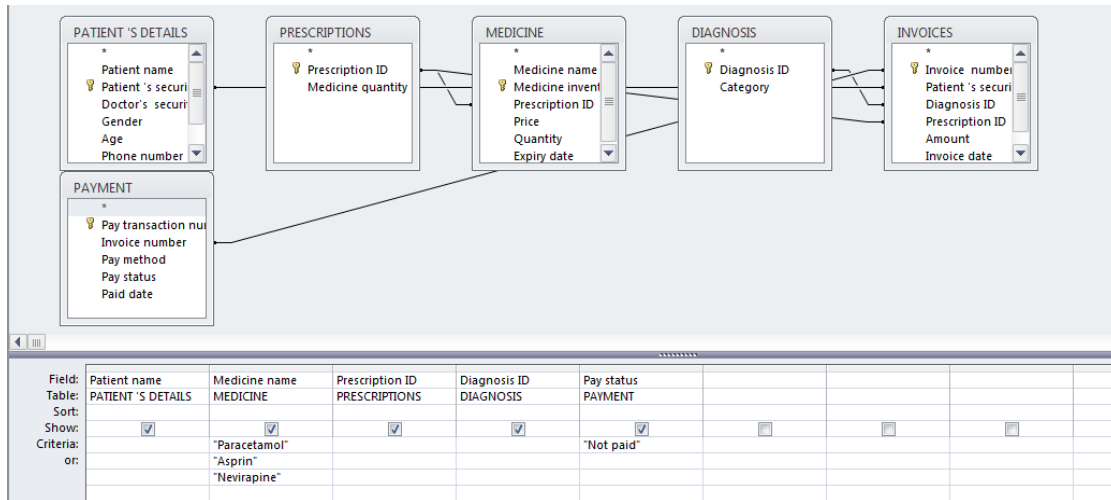 PATIENT 'S DETAILS
*
Patient name
Patient 's securi
Doctor's securit
Gender
Age
Phone number
PRESCRIPTIONS
*
Prescription ID
Medicine quantity
MEDICINE
*
Medicine name
Medicine invent
Prescription ID
Price
Quantity
Expiry date
DIAGNOSIS
*
Diagnosis ID
Category
INVOICES
*
Invoice number
Patient 's securi
Diagnosis ID
Prescription ID
Amount
Invoice date
PAYMENT
*
Pay transaction nu
Invoice number
Pay method
Pay status
Paid date
Field: Patient name Medicine name Prescription ID Diagnosis ID Pay status
Table: PATIENT 'S DETAILS MEDICINE PRESCRIPTIONS DIAGNOSIS PAYMENT
Sort:
Show:
Criteria: "Paracetamol" "Not paid"
or: "Asprin"
"Nevirapine"